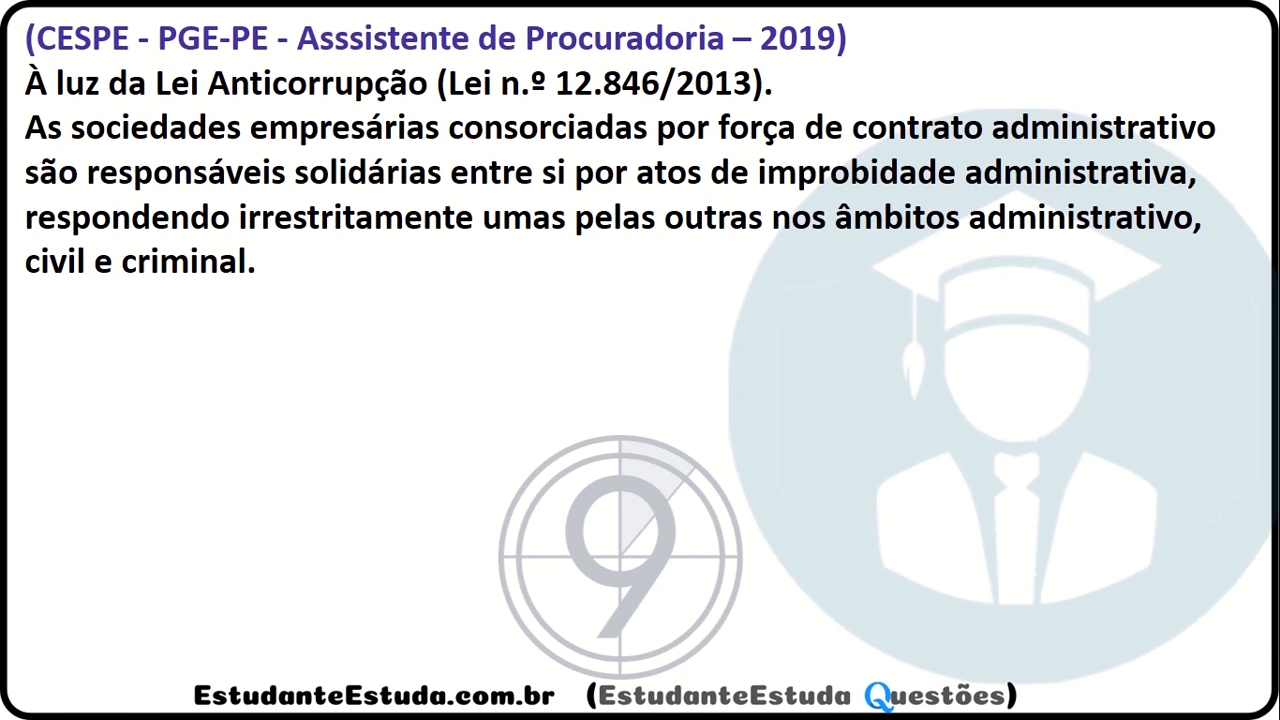 (CESPE - PGE-PE - Asssistente de Procuradoria – 2019)
À luz da Lei Anticorrupção (Lei n.º 12.846/2013).
As sociedades empresárias consorciadas por força de contrato administrativo
são responsáveis solidárias entre si por atos de improbidade administrativa,
respondendo irrestritamente umas pelas outras nos âmbitos administrativo,
civil e criminal.
9
EstudanteEstuda.com.br (EstudanteEstuda Questões)